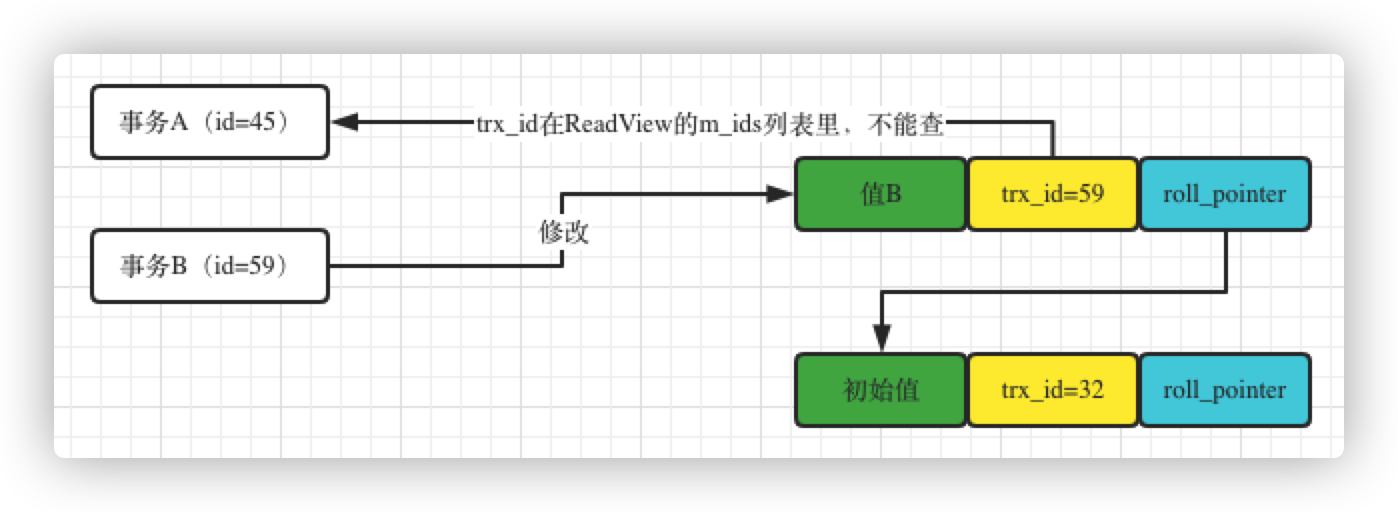 事务A（id=45）
trx_id在ReadView的m_ids列表里，不能查
值B
trx_id=59
roll_pointer
修改
事务B（id=59）
初始值
trx_id=32
roll_pointer